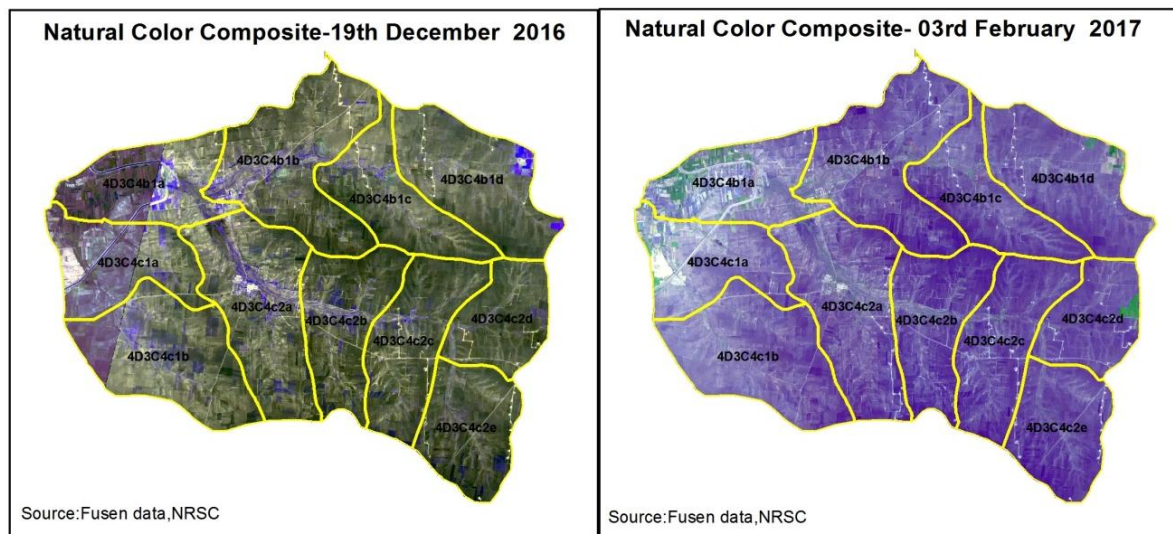 Natural Color Composite-19th December 2016
4D3C4b1b
4D3C4b1a
4D3C4b1d
4D3C4b1c
4D3C4c1a
4D3C4c2a
4D3C4c2b
4D3C4c2d
4D3C4c2c
4D3C4c1b
4D3C4c2e
Source:Fusen data,NRSC
Natural Color Composite- 03rd February 2017
4D3C4b1b
4D3C4b1a
4D3C4b1d
4D3C4b1c
4D3C4c1a
4D3C4c2a
4D3C4c2b
4D3C4c2d
4D3C4c2c
4D3C4c1b
4D3C4c2e
Source:Fusen data,NRSC